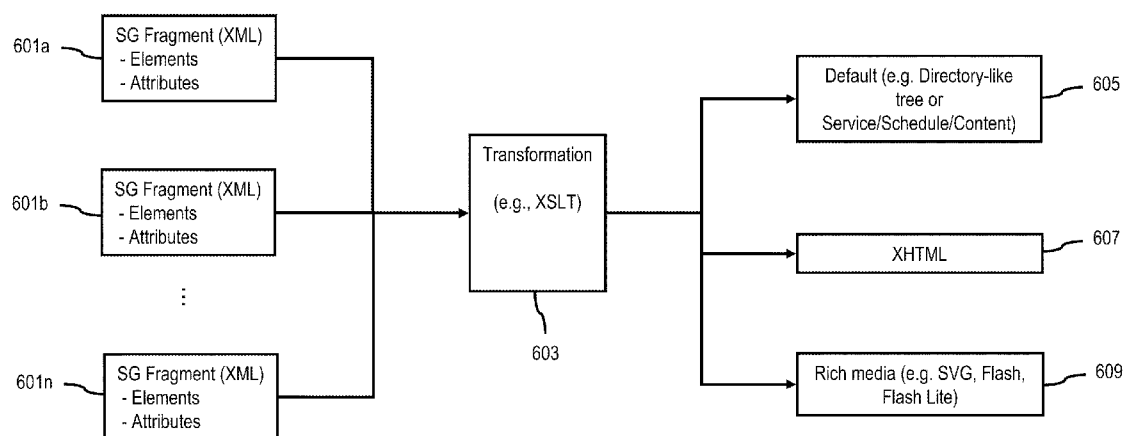 601a
SG Fragment (XML)
- Elements
- Attributes
601b
SG Fragment (XML)
- Elements
- Attributes
...
601n
SG Fragment (XML)
- Elements
- Attributes
Transformation
(e.g., XSLT)
603
Default (e.g. Directory-like
tree or
Service/Schedule/Content)
605
XHTML
607
Rich media (e.g. SVG, Flash,
Flash Lite)
609